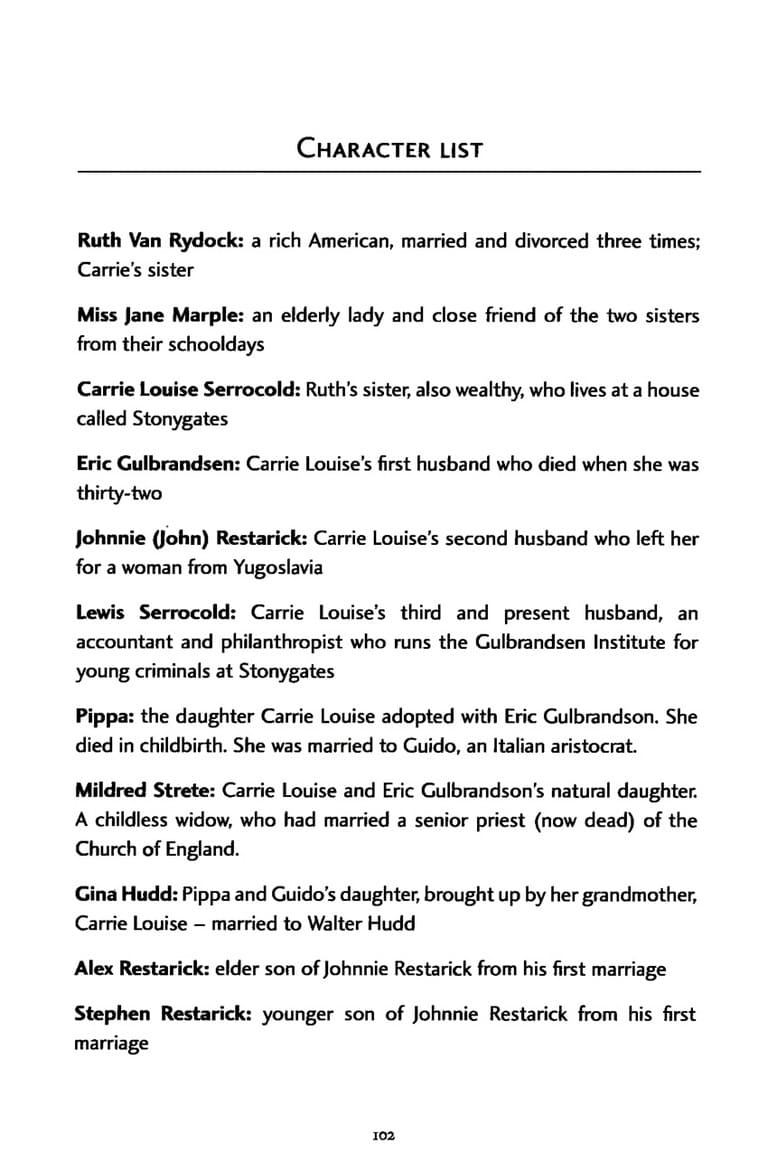 CHARACTER LIST
Ruth Van Rydock: a rich American, married and divorced three times;
Carrie's sister
Miss Jane Marple: an elderly lady and close friend of the two sisters
from their schooldays
Carrie Louise Serrocold: Ruth's sister, also wealthy, who lives at a house
called Stonygates
Eric Gulbrandsen: Carrie Louise's first husband who died when she was
thirty-two
Johnnie (John) Restarick: Carrie Louise's second husband who left her
for a woman from Yugoslavia
Lewis Serrocold: Carrie Louise's third and present husband, an
accountant and philanthropist who runs the Gulbrandsen Institute for
young criminals at Stonygates
Pippa: the daughter Carrie Louise adopted with Eric Gulbrandson. She
died in childbirth. She was married to Guido, an Italian aristocrat.
Mildred Strete: Carrie Louise and Eric Gulbrandson's natural daughter.
A childless widow, who had married a senior priest (now dead) of the
Church of England.
Gina Hudd: Pippa and Guido's daughter, brought up by her grandmother,
Carrie Louise – married to Walter Hudd
Alex Restarick: elder son of Johnnie Restarick from his first marriage
Stephen Restarick: younger son of Johnnie Restarick from his first
marriage
102